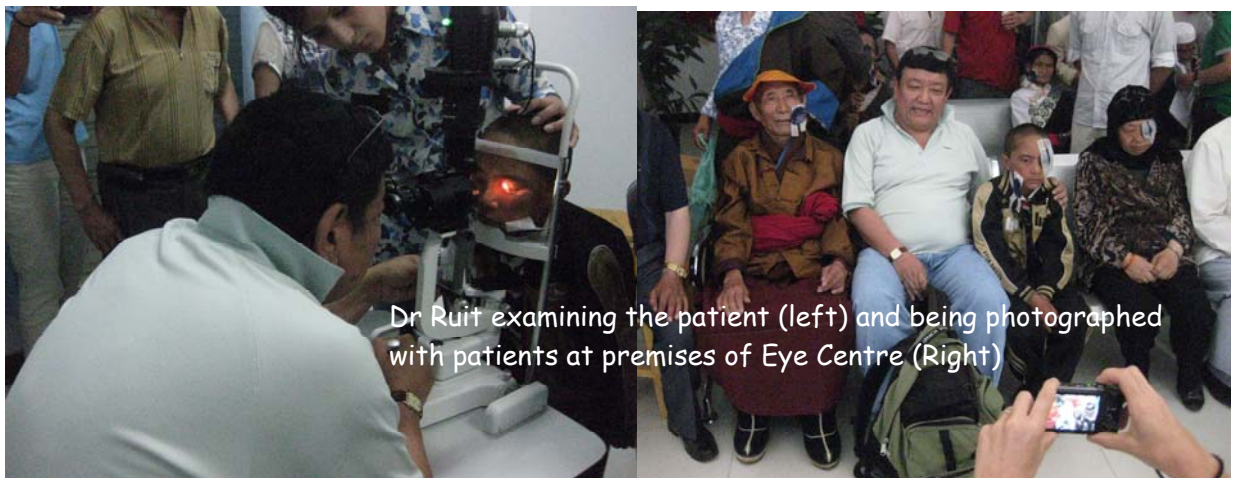 Dr Ruit examining the patient (left) and being photographed
with patients at premises of Eye Centre (Right)